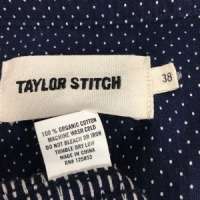 TAYLOR STITCH
38
100 % ORGANIC COTTON
MACHINE WASH COLD
DO NOT BLEACH OR IRON
TUMBLE DRY LOW
MADE IN CHINA
RN# 125853